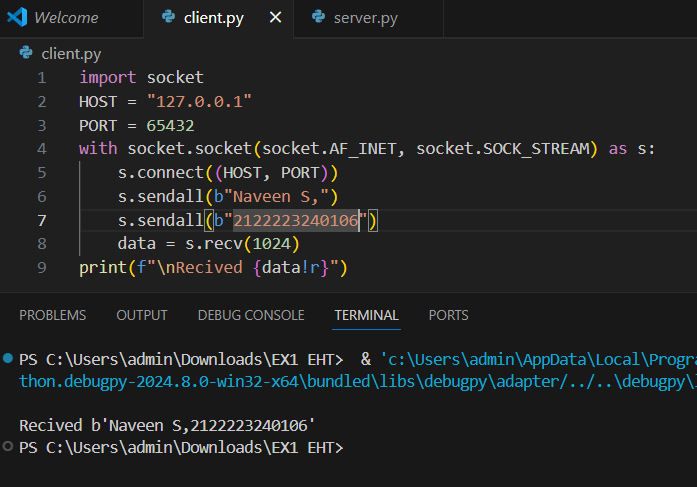 Welcome client.py server.py
client.py
1 import socket
2 HOST = "127.0.0.1"
3 PORT = 65432
4 with socket.socket(socket.AF_INET, socket.SOCK_STREAM) as s:
5 s.connect((HOST, PORT))
6 s.sendall(b"Naveen S,")
7 s.sendall(b"2122223240106")
8 data = s.recv(1024)
9 print(f"\nRecived {data!r}")
PROBLEMS OUTPUT DEBUG CONSOLE TERMINAL PORTS
PS C:\Users\admin\Downloads\EX1 EHT> & 'c:\Users\admin\AppData\Local\Progra
thon.debugpy-2024.8.0-win32-x64\bundled\libs\debugpy\adapter/../..\debugpy\
Recived b'Naveen S,2122223240106'
PS C:\Users\admin\Downloads\EX1 EHT>